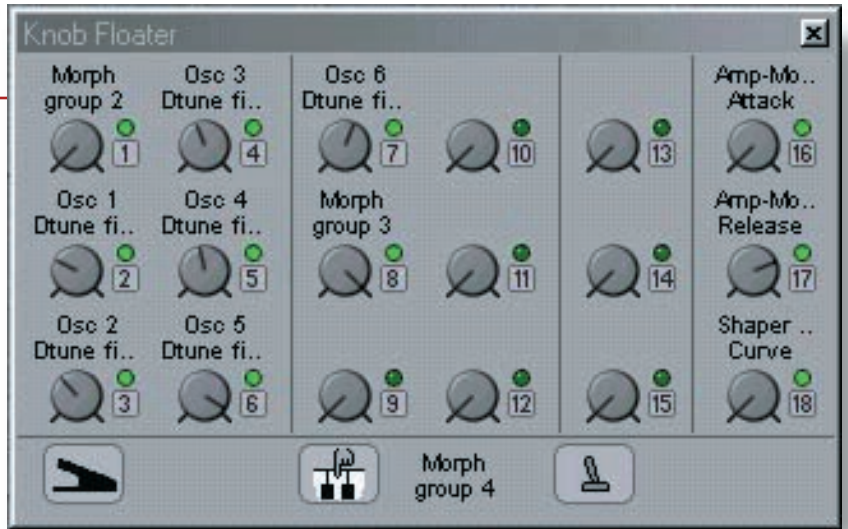 Knob Floater
Morph
group 2
1
Osc 3
Dtune fi..
4
Osc 6
Dtune fi..
7
10
13
Amp-Mo..
Attack
16
Osc 1
Dtune fi..
2
Osc 4
Dtune fi..
5
Morph
group 3
8
11
14
Amp-Mo..
Release
17
Osc 2
Dtune fi..
3
Osc 5
Dtune fi..
6
9
12
15
Shaper ..
Curve
18
Morph
group 4